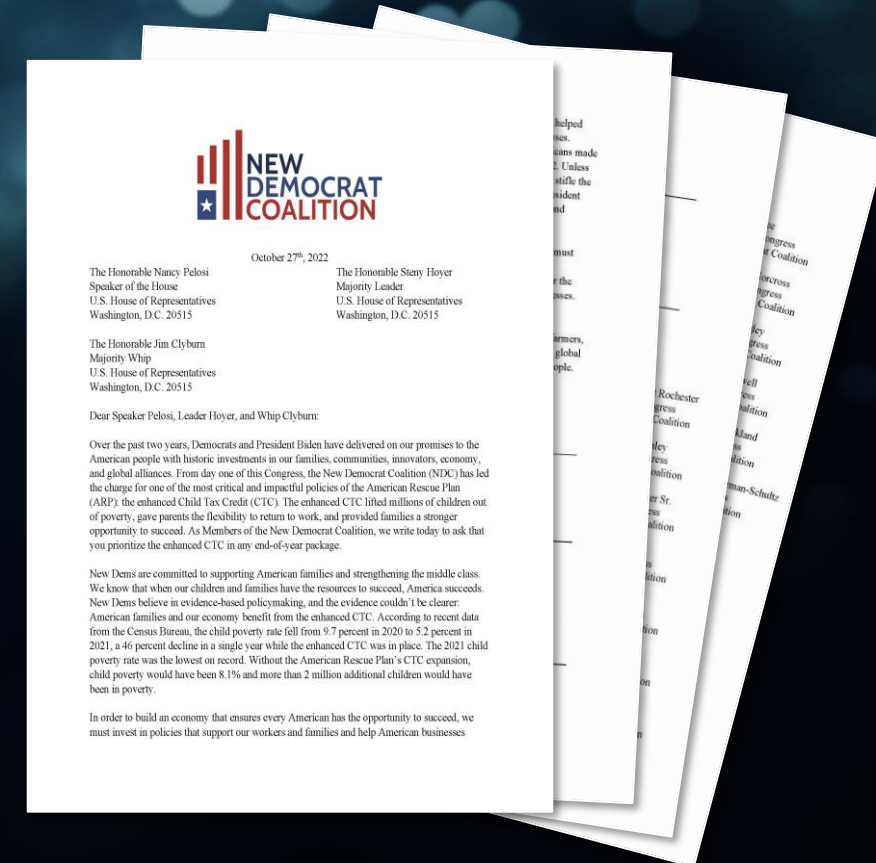 NEW
DEMOCRAT
COALITION
October 27th, 2022
The Honorable Nancy Pelosi
Speaker of the House
U.S. House of Representatives
Washington, D.C. 20515
The Honorable Steny Hoyer
Majority Leader
U.S. House of Representatives
Washington, D.C. 20515
The Honorable Jim Clyburn
Majority Whip
U.S. House of Representatives
Washington, D.C. 20515
Dear Speaker Pelosi, Leader Hoyer, and Whip Clyburn:
Over the past two years, Democrats and President Biden have delivered on our promises to the
American people with historic investments in our families, communities, innovators, economy,
and global alliances. From day one of this Congress, the New Democrat Coalition (NDC) has led
the charge for one of the most critical and impactful policies of the American Rescue Plan
(ARP): the enhanced Child Tax Credit (CTC). The enhanced CTC lifted millions of children out
of poverty, gave parents the flexibility to return to work, and provided families a stronger
opportunity to succeed. As Members of the New Democrat Coalition, we write today to ask that
you prioritize the enhanced CTC in any end-of-year package.
New Dems are committed to supporting American families and strengthening the middle class.
We know that when our children and families have the resources to succeed, America succeeds.
New Dems believe in evidence-based policymaking, and the evidence couldn't be clearer:
American families and our economy benefit from the enhanced CTC. According to recent data
from the Census Bureau, the child poverty rate fell from 9.7 percent in 2020 to 5.2 percent in
2021, a 46 percent decline in a single year while the enhanced CTC was in place. The 2021 child
poverty rate was the lowest on record. Without the American Rescue Plan's CTC expansion,
child poverty would have been 8.1% and more than 2 million additional children would have
been in poverty.
In order to build an economy that ensures every American has the opportunity to succeed, we
must invest in policies that support our workers and families and help American businesses
helped
made
2. Unless
stifle the
must
the
global
Rochester
Coalition
Sr.
Coalition
Coalition